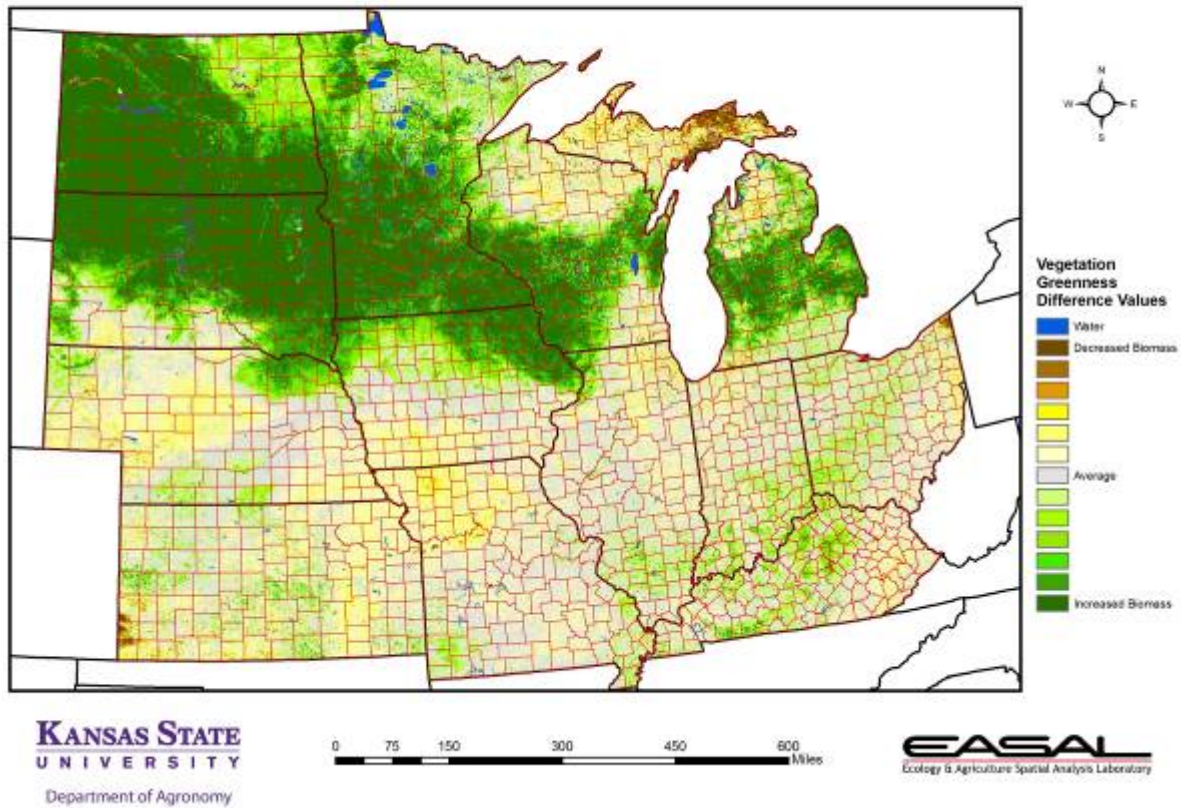 N
W E
S
Vegetation
Greenness
Difference Values
Water
Decreased Biomass
Average
Increased Biomass
KANSAS STATE
UNIVERSITY
Department of Agronomy
0 75 150 300 450 600
Miles
EASAL
Ecology & Agriculture Spatial Analysis Laboratory